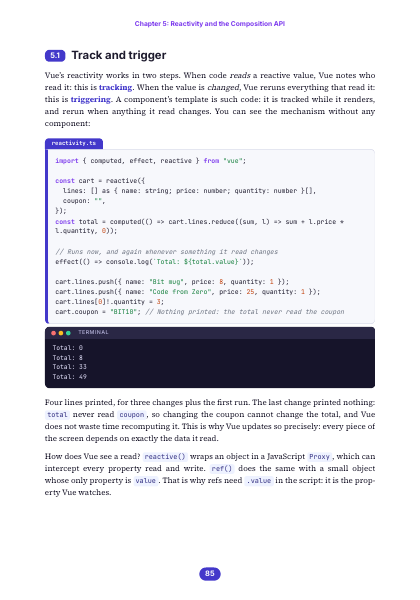 Chapter 5: Reactivity and the Composition API
5.1 Track and trigger
Vue's reactivity works in two steps. When code reads a reactive value, Vue notes who
read it: this is tracking. When the value is changed, Vue reruns everything that read it:
this is triggering. A component's template is such code: it is tracked while it renders,
and rerun when anything it read changes. You can see the mechanism without any
component:
reactivity.ts
import { computed, effect, reactive } from "vue";
const cart = reactive({
lines: [] as { name: string; price: number; quantity: number }[],
coupon: "",
});
const total = computed(() => cart.lines.reduce((sum, l) => sum + l.price *
l.quantity, 0));
// Runs now, and again whenever something it read changes
effect(() => console.log(`Total: ${total.value}`));
cart.lines.push({ name: "Bit mug", price: 8, quantity: 1 });
cart.lines.push({ name: "Code from Zero", price: 25, quantity: 1 });
cart.lines[0]!.quantity = 3;
cart.coupon = "BIT10"; // Nothing printed: the total never read the coupon
TERMINAL
Total: 0
Total: 8
Total: 33
Total: 49
Four lines printed, for three changes plus the first run. The last change printed nothing:
total never read coupon, so changing the coupon cannot change the total, and Vue
does not waste time recomputing it. This is why Vue updates so precisely: every piece of
the screen depends on exactly the data it read.
How does Vue see a read? reactive() wraps an object in a JavaScript Proxy, which can
intercept every property read and write. ref() does the same with a small object
whose only property is value. That is why refs need .value in the script: it is the prop-
erty Vue watches.
85